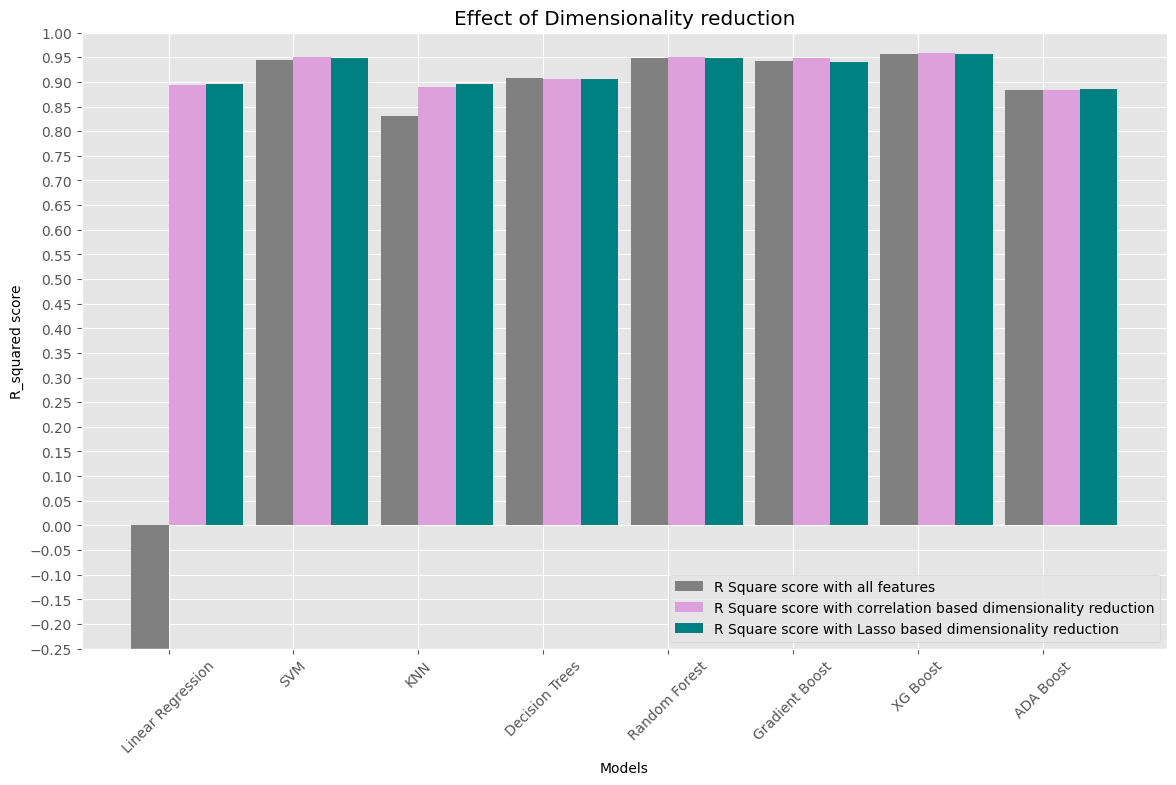 Effect of Dimensionality reduction
1.00
0.95
0.90
0.85
0.80
0.75
0.70
0.65
0.60
0.55
0.50
0.45
0.40
0.35
0.30
0.25
0.20
0.15
0.10
0.05
0.00
−0.05
−0.10
−0.15
−0.20
−0.25
R_squared score
R Square score with all features
R Square score with correlation based dimensionality reduction
R Square score with Lasso based dimensionality reduction
Linear Regression
SVM
KNN
Decision Trees
Random Forest
Gradient Boost
XG Boost
ADA Boost
Models